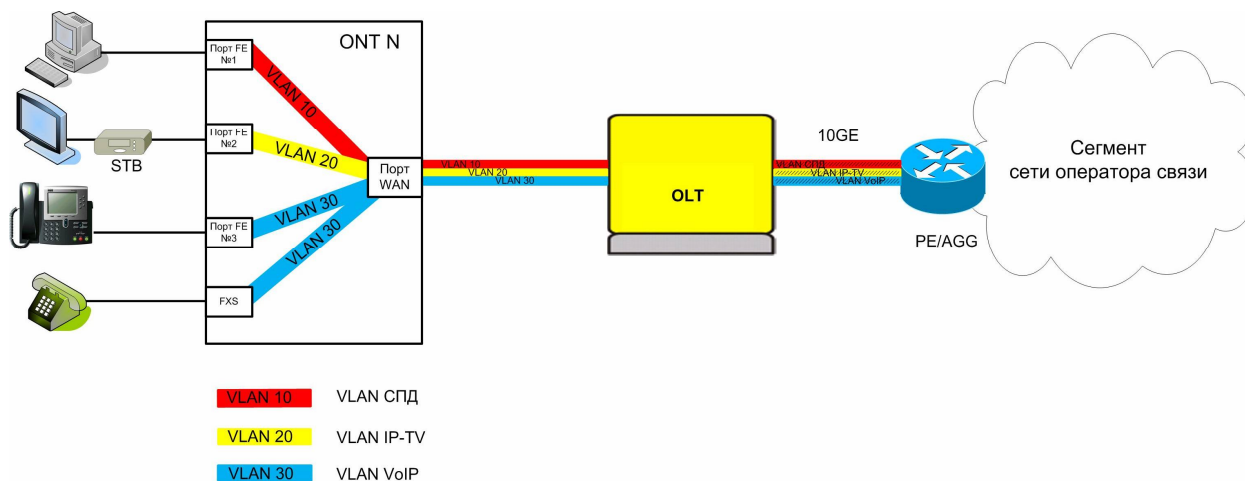 ONT N
Порт FE
№1
VLAN 10
Порт FE
№2
VLAN 20
STB
Порт
WAN
VLAN 10
VLAN 20
VLAN 30
OLT
10GE
VLAN СПД
VLAN IP-TV
VLAN VoIP
PE/AGG
Сегмент
сети оператора связи
Порт FE
№3
VLAN 30
VLAN 30
FXS
VLAN 10 VLAN СПД
VLAN 20 VLAN IP-TV
VLAN 30 VLAN VoIP